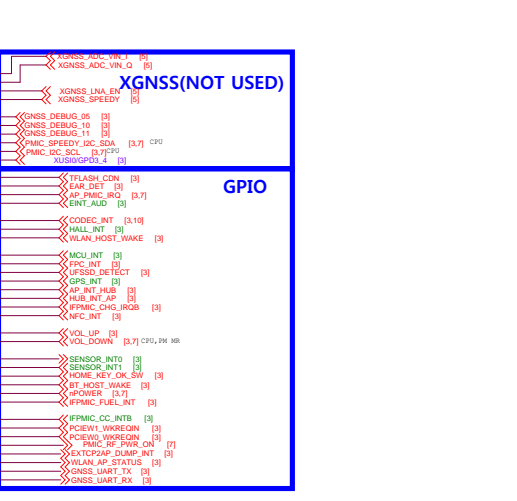 XGNSS_ADC_VIN_I [5]
XGNSS_ADC_VIN_Q [5]
XGNSS(NOT USED)
XGNSS_LNA_EN [5]
XGNSS_SPEEDY [5]
GNSS_DEBUG_05 [3]
GNSS_DEBUG_10 [3]
GNSS_DEBUG_11 [3]
PMIC_SPEEDY_I2C_SDA [3,7] CPU
PMIC_I2C_SCL [3,7] CPU
XUSI0/GPD3_4 [3]
GPIO
TFLASH_CDN [3]
EAR_DET [3]
AP_PMIC_IRQ [3,7]
EINT_AUD [3]
CODEC_INT [3,10]
HALL_INT [3]
WLAN_HOST_WAKE [3]
MCU_INT [3]
FPC_INT [3]
UFSSD_DETECT [3]
GPS_INT [3]
AP_INT_HUB [3]
HUB_INT_AP [3]
IFPMIC_CHG_IRQB [3]
NFC_INT [3]
VOL_UP [3]
VOL_DOWN [3,7] CPU,PM MR
SENSOR_INT0 [3]
SENSOR_INT1 [3]
HOME_KEY_OK_SW [3]
BT_HOST_WAKE [3]
nPOWER [3,7]
IFPMIC_FUEL_INT [3]
IFPMIC_CC_INTB [3]
PCIEW1_WKREQIN [3]
PCIEW0_WKREQIN [3]
PMIC_RF_PWR_ON [7]
EXTCP2AP_DUMP_INT [3]
WLAN_AP_STATUS [3]
GNSS_UART_TX [3]
GNSS_UART_RX [3]